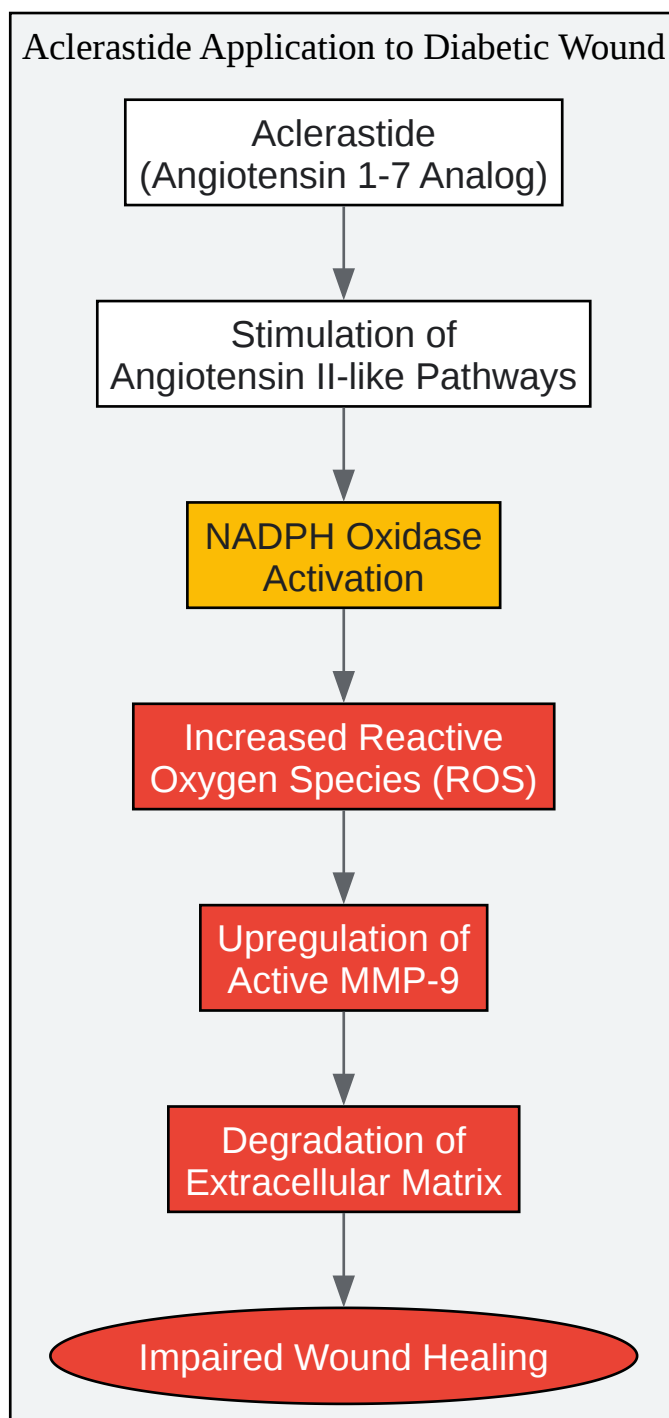 Aclerastide Application to Diabetic Wound
Aclerastide
(Angiotensin 1-7 Analog)
Stimulation of
Angiotensin II-like Pathways
NADPH Oxidase
Activation
Increased Reactive
Oxygen Species (ROS)
Upregulation of
Active MMP-9
Degradation of
Extracellular Matrix
Impaired Wound Healing